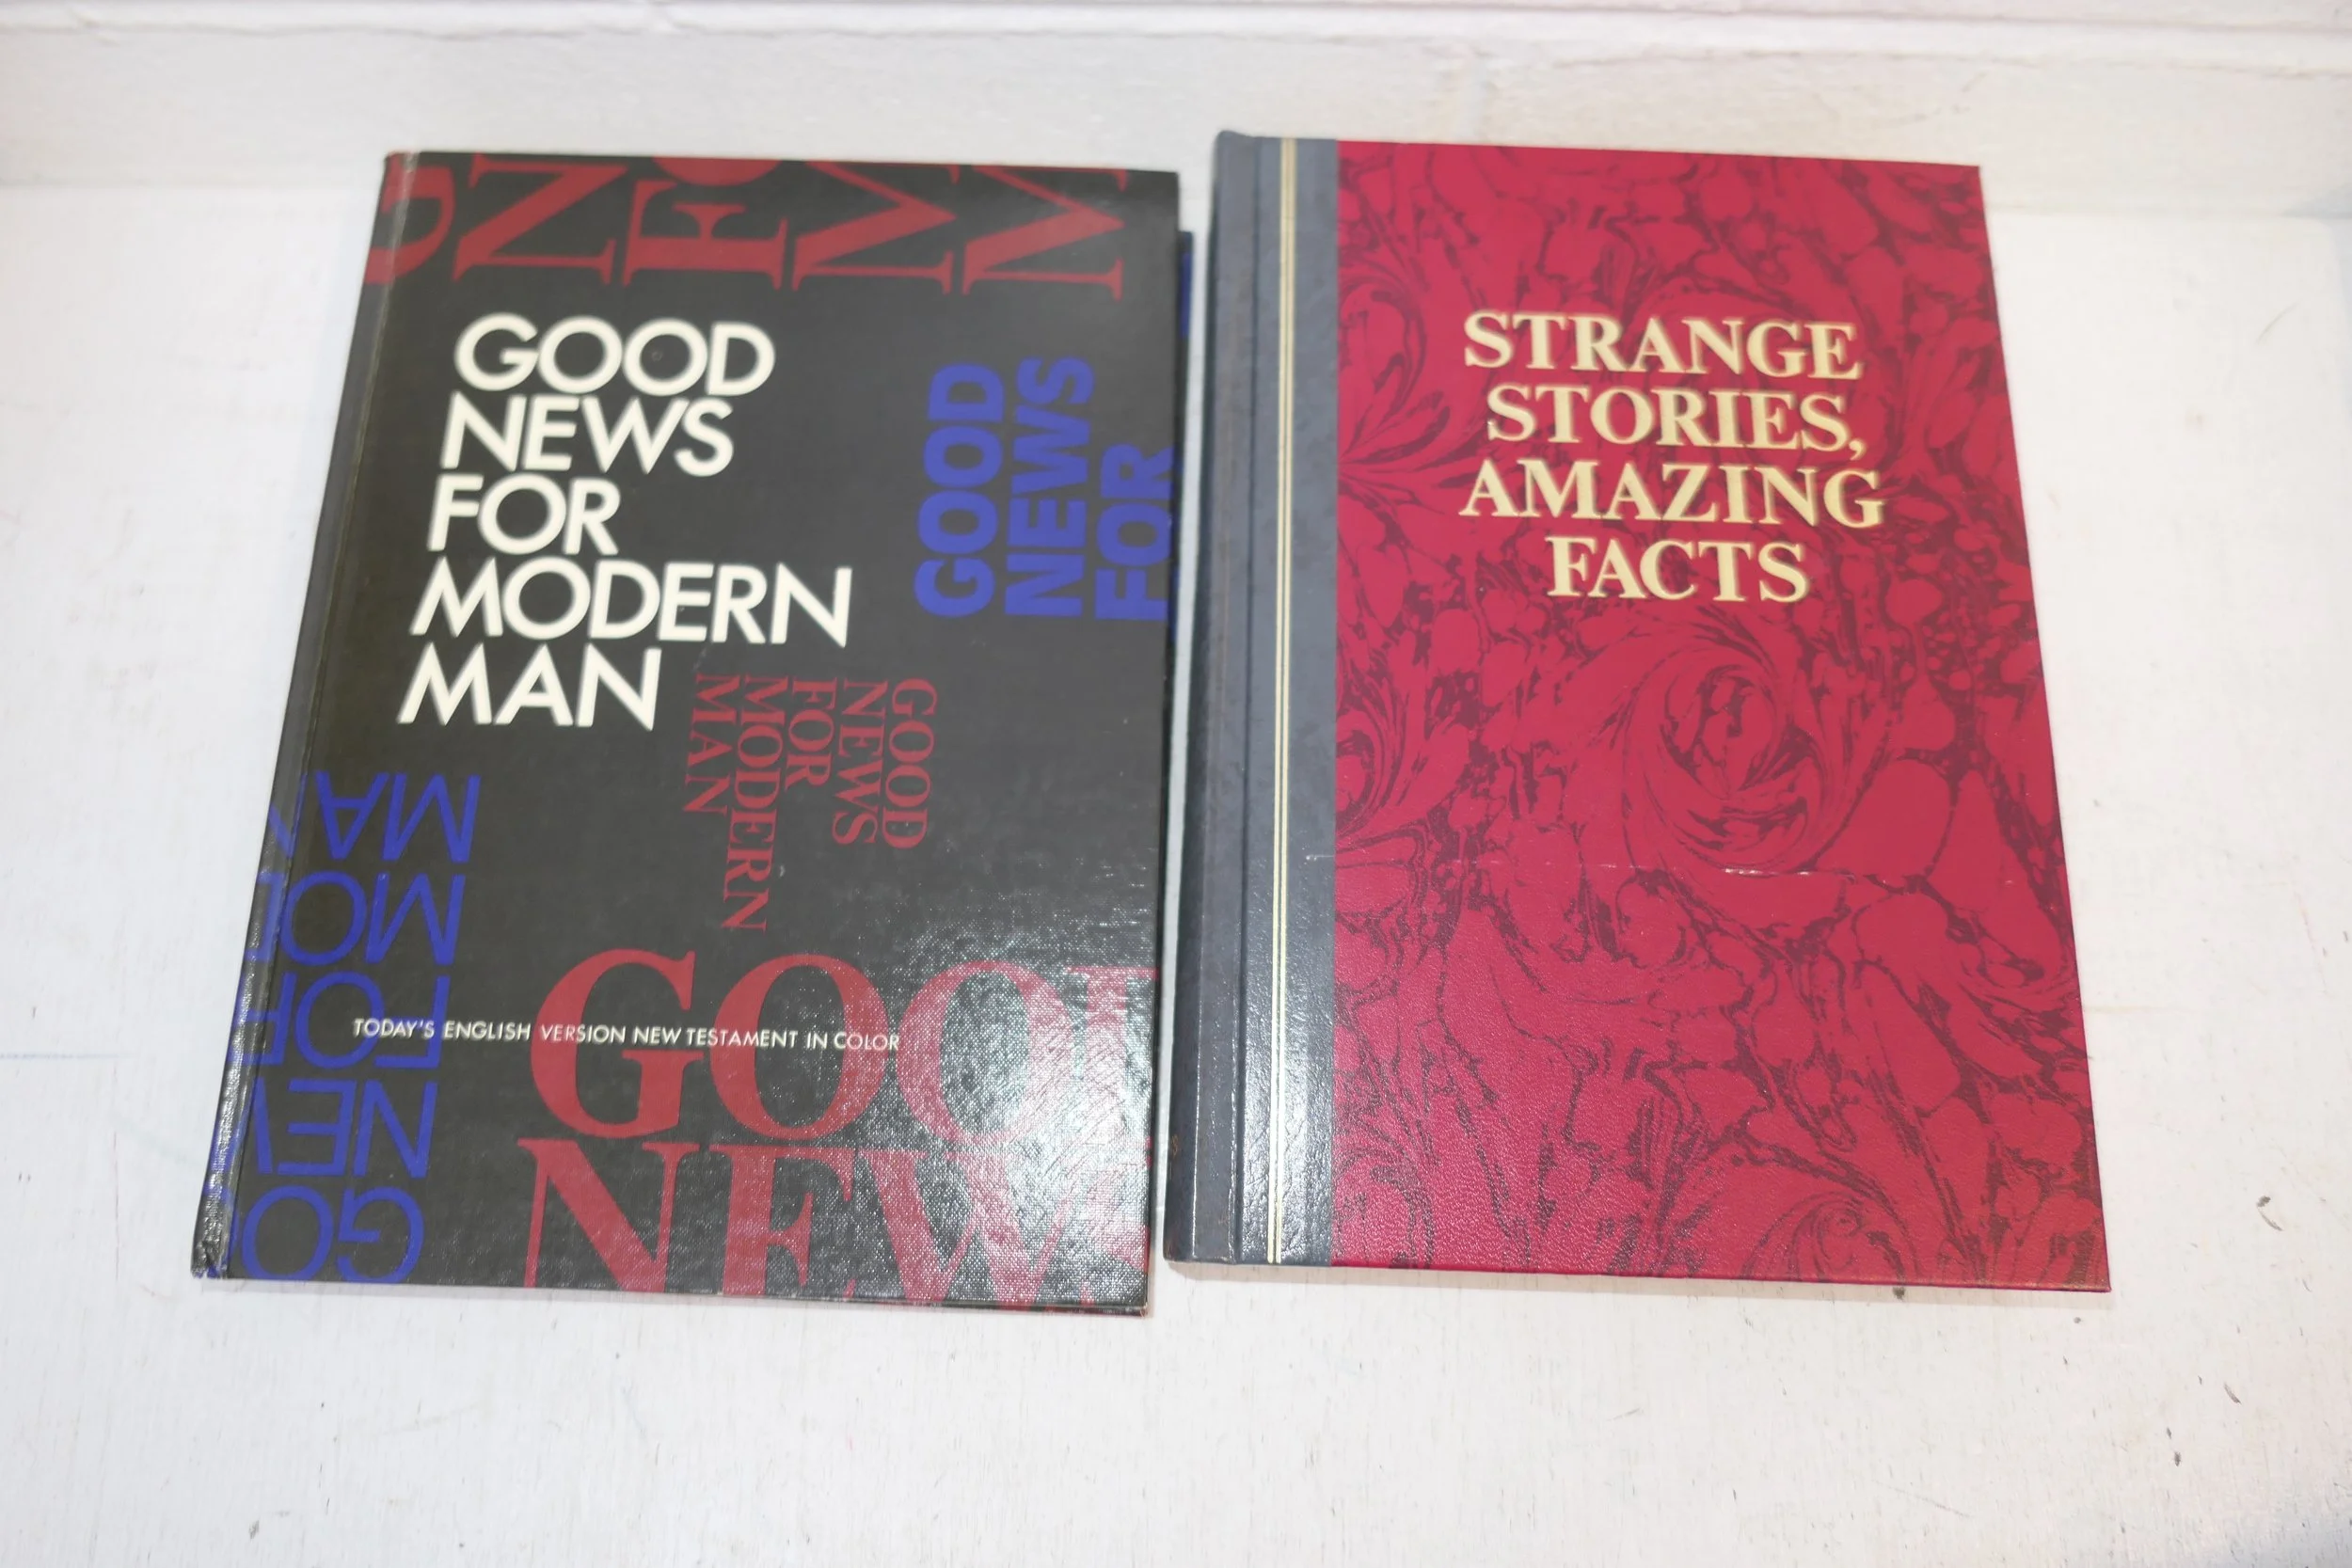 GOOD
NEWS
FOR
MODERN
MAN
GOOD
NEWS
FOR
GOOD
NEWS
FOR
MODERN
MAN
TODAY'S ENGLISH VERSION NEW TESTAMENT IN COLOR
STRANGE
STORIES,
AMAZING
FACTS